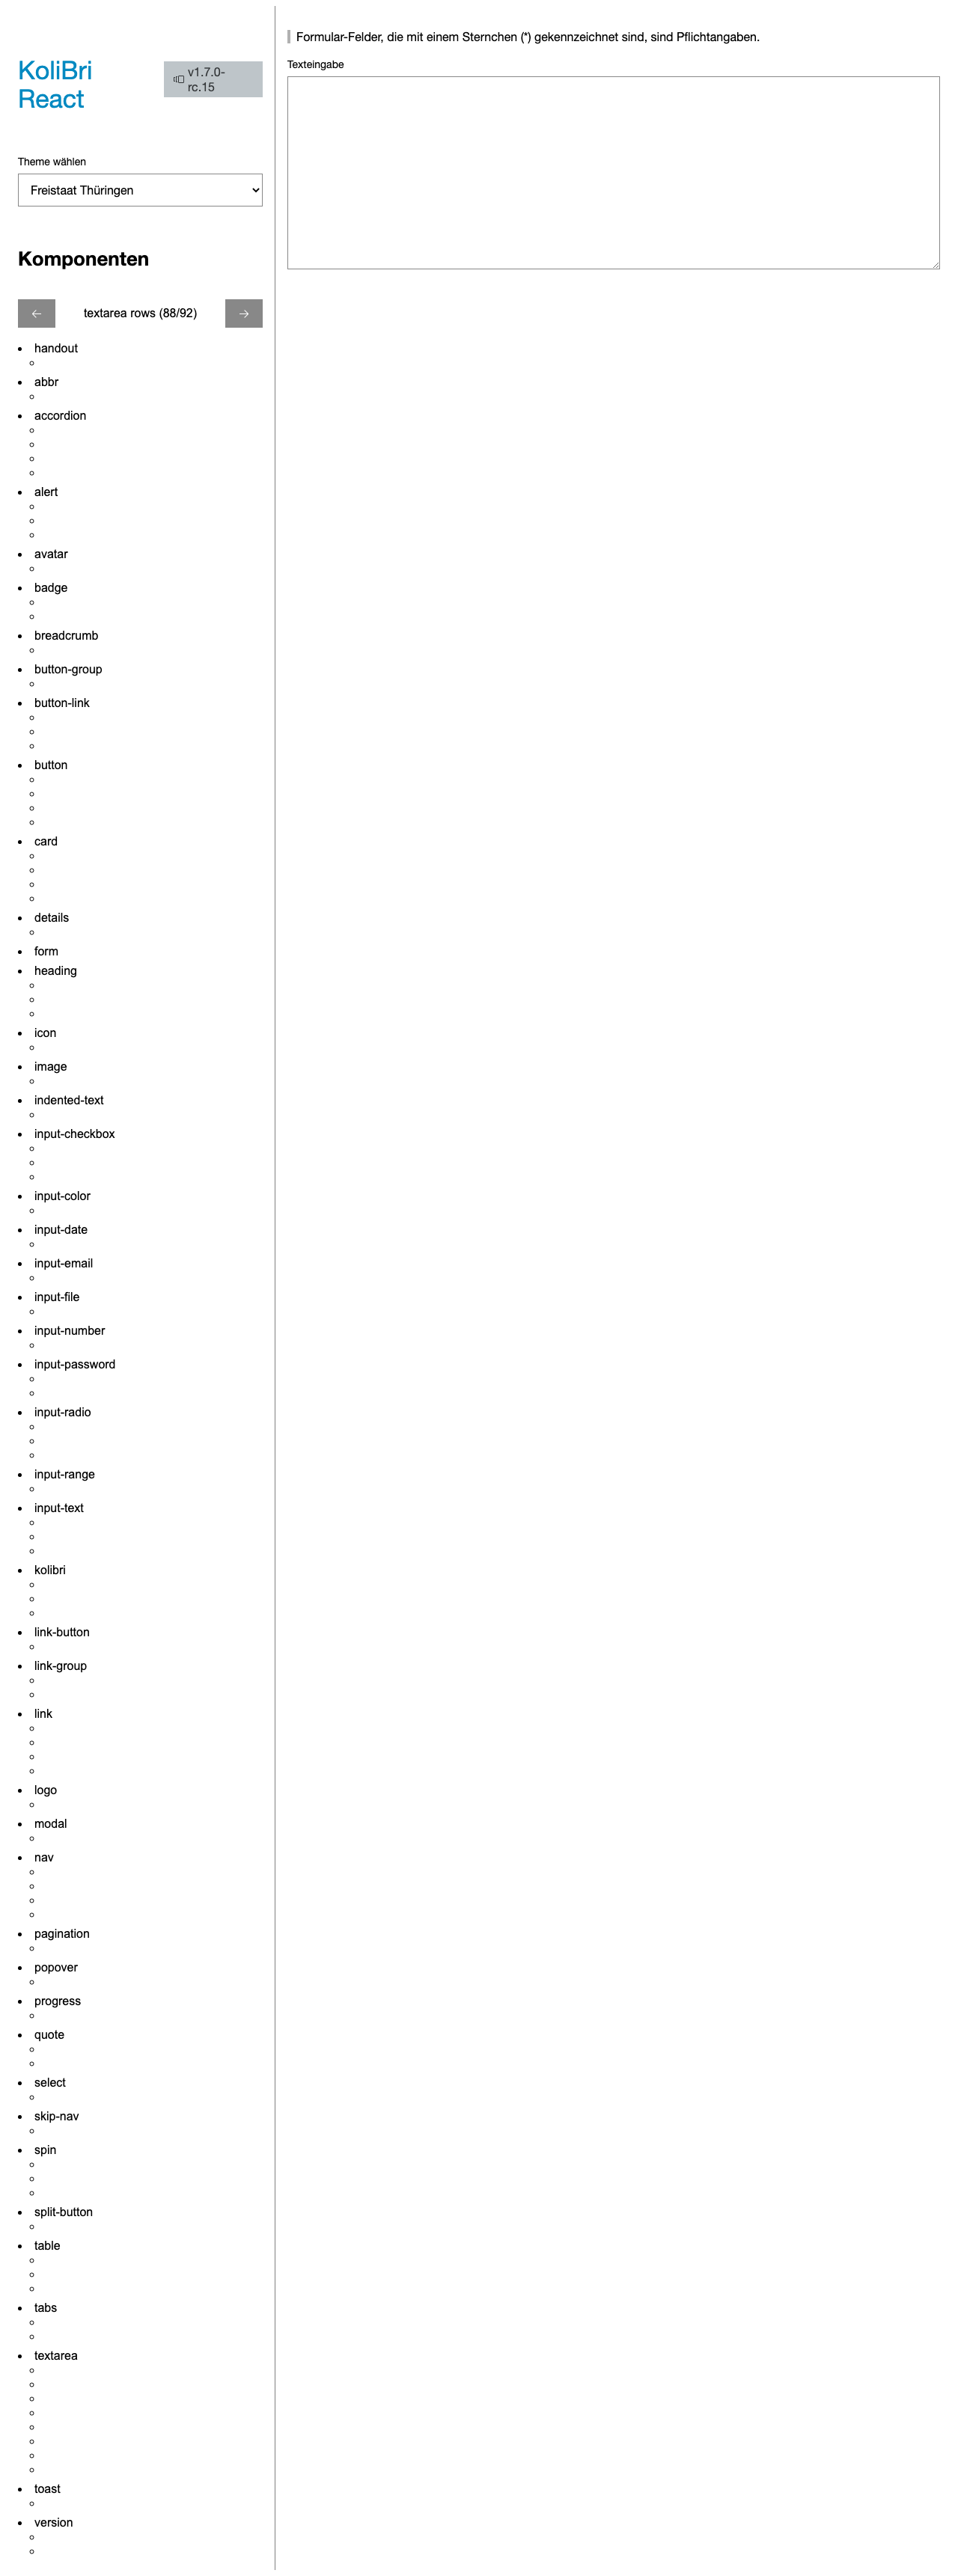 KoliBri
React
v1.7.0-
rc.15
Theme wählen
Freistaat Thüringen
Komponenten
textarea rows (88/92)
handout
abbr
accordion
alert
avatar
badge
breadcrumb
button-group
button-link
button
card
details
form
heading
icon
image
indented-text
input-checkbox
input-color
input-date
input-email
input-file
input-number
input-password
input-radio
input-range
input-text
kolibri
link-button
link-group
link
logo
modal
nav
pagination
popover
progress
quote
select
skip-nav
spin
split-button
table
tabs
textarea
toast
version
Formular-Felder, die mit einem Sternchen (*) gekennzeichnet sind, sind Pflichtangaben.
Texteingabe